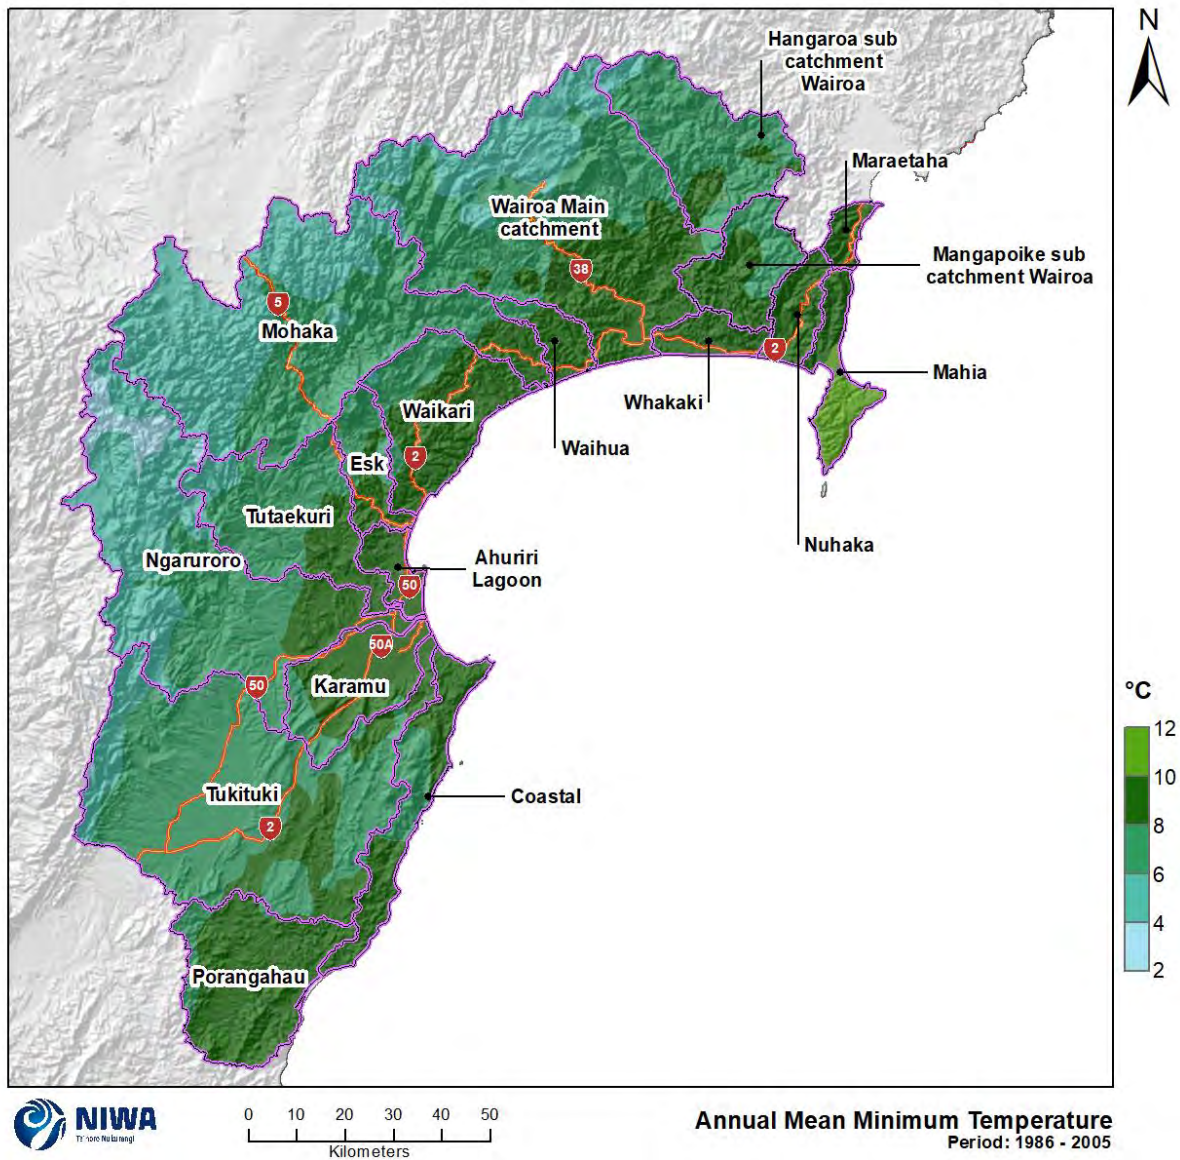 N
Hangaroa sub
catchment
Wairoa
Maraetaha
Wairoa Main
catchment
Mangapoike sub
catchment Wairoa
38
5
Mohaka
2
Mahia
Whakaki
Waikari
Waihua
2
Esk
Tutaekuri
Nuhaka
Ngaruroro
Ahuriri
Lagoon
50
50A
50
Karamu
°C
12
10
8
6
4
2
Tukituki
Coastal
2
Porangahau
NIWA
Taihoro Nukurangi
0 10 20 30 40 50
Kilometers
Annual Mean Minimum Temperature
Period: 1986 - 2005